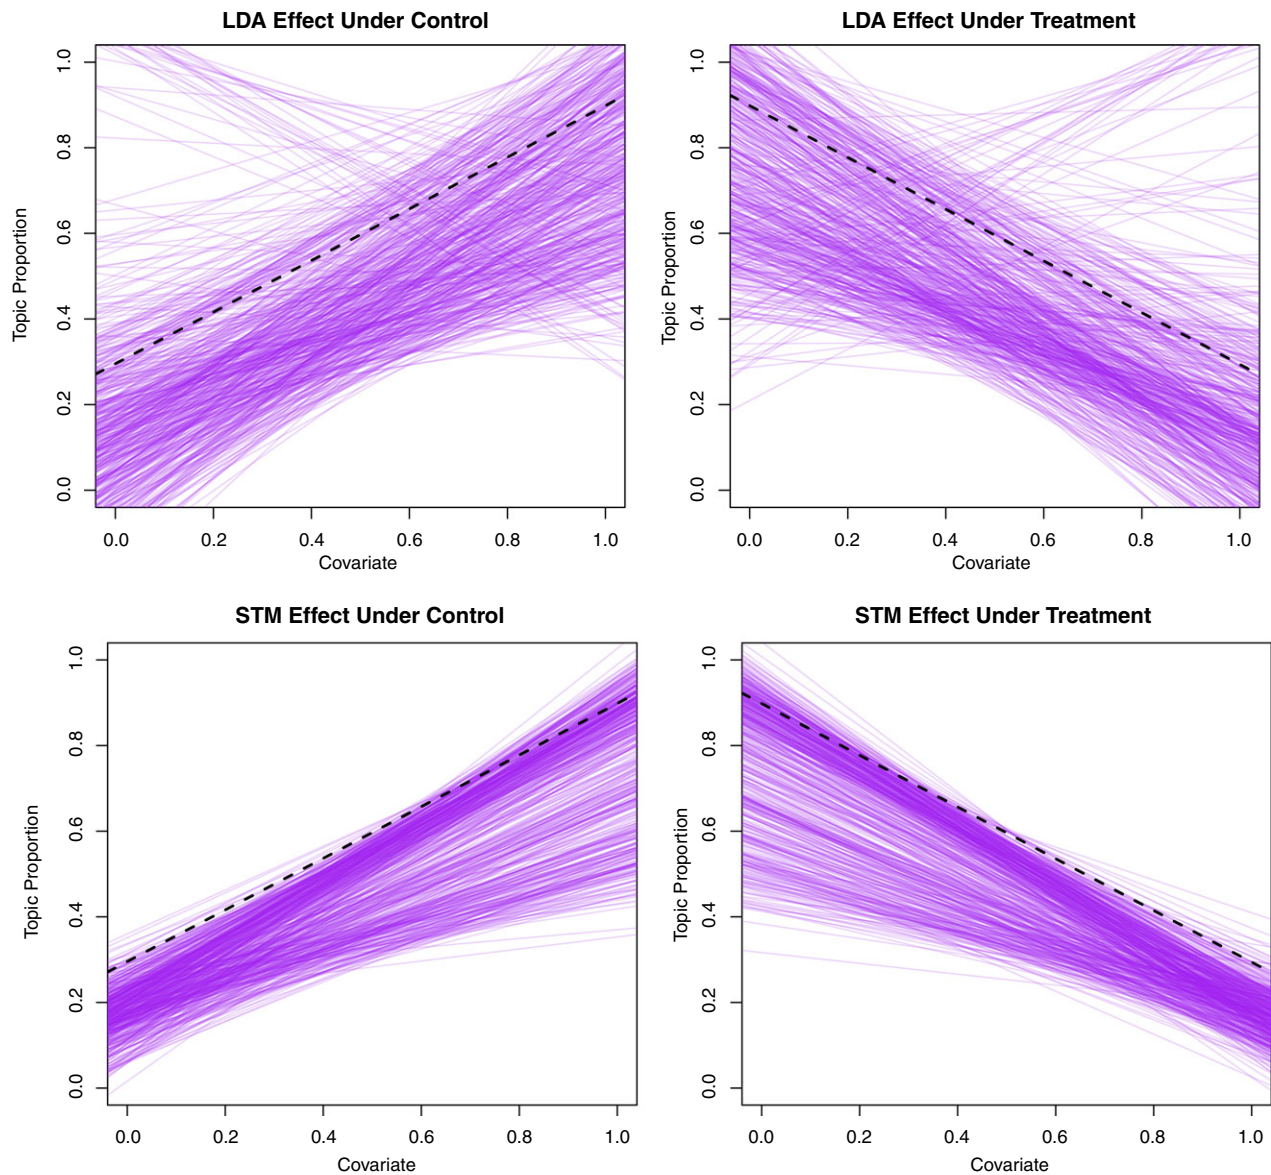 LDA Effect Under Control
Topic Proportion
1.0
0.8
0.6
0.4
0.2
0.0
0.0 0.2 0.4 0.6 0.8 1.0
Covariate
LDA Effect Under Treatment
Topic Proportion
1.0
0.8
0.6
0.4
0.2
0.0
0.0 0.2 0.4 0.6 0.8 1.0
Covariate
STM Effect Under Control
Topic Proportion
1.0
0.8
0.6
0.4
0.2
0.0
0.0 0.2 0.4 0.6 0.8 1.0
Covariate
STM Effect Under Treatment
Topic Proportion
1.0
0.8
0.6
0.4
0.2
0.0
0.0 0.2 0.4 0.6 0.8 1.0
Covariate